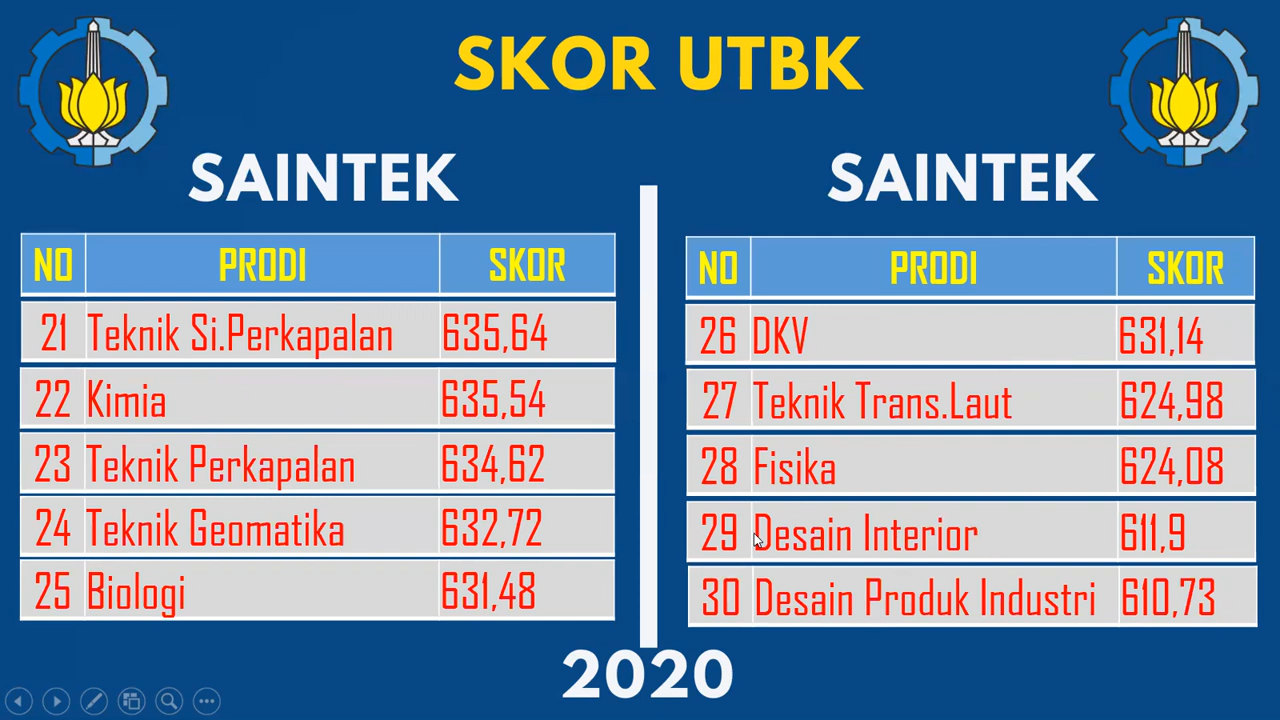 SKOR UTBK
SAINTEK
NO PRODI SKOR
21 Teknik Si.Perkapalan 635,64
22 Kimia 635,54
23 Teknik Perkapalan 634,62
24 Teknik Geomatika 632,72
25 Biologi 631,48
SAINTEK
NO PRODI SKOR
26 DKV 631,14
27 Teknik Trans.Laut 624,98
28 Fisika 624,08
29 Desain Interior 611,9
30 Desain Produk Industri 610,73
2020